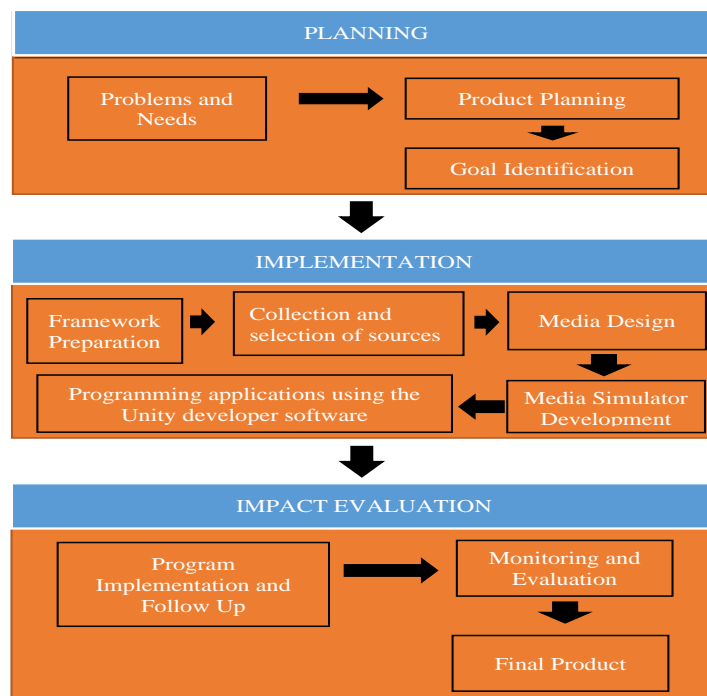 PLANNING
Problems and
Needs
Product Planning
Goal Identification
IMPLEMENTATION
Framework
Preparation
Collection and
selection of sources
Media Design
Programming applications using the
Unity developer software
Media Simulator
Development
IMPACT EVALUATION
Program
Implementation and
Follow Up
Monitoring and
Evaluation
Final Product